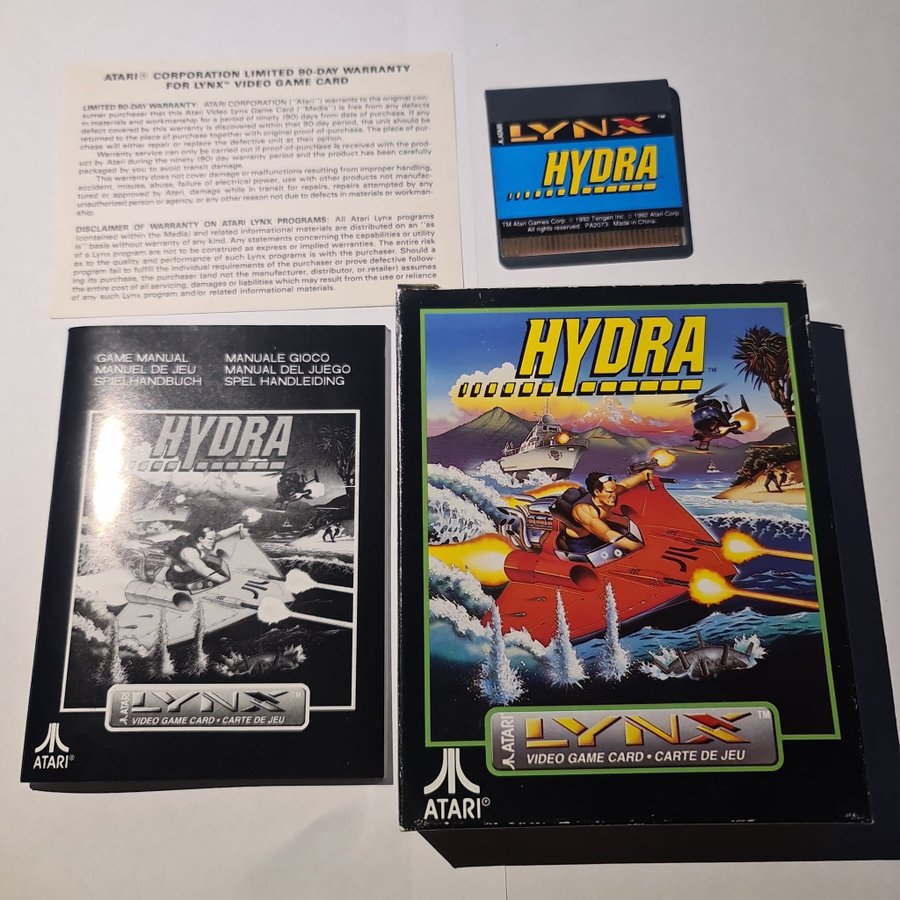 ATARI® CORPORATION LIMITED 90-DAY WARRANTY
FOR LYNX™ VIDEO GAME CARD
LIMITED 90-DAY WARRANTY: ATARI CORPORATION ("Atari") warrants to the original con-
sumer purchaser that this Atari Video Lynx Game Card ("Media") is free from any defects
in materials and workmanship for a period of ninety (90) days from date of purchase. If any
defect covered by this warranty is discovered within that 90-day period, the unit should be
returned to the place of purchase together with original proof-of-purchase. The place of pur-
chase will either repair or replace the defective unit at their option.
Warranty service can only be carried out if proof-of-purchase is received with the prod-
uct by Atari during the ninety (90) day warranty period and the product has been carefully
packaged by you to avoid transit damage.
This warranty does not cover damage or malfunctions resulting from improper handling,
accident, misuse, abuse, failure of electrical power, use with other products not manufac-
tured or approved by Atari, damage while in transit for repairs, repairs attempted by any
unauthorized person or agency, or any other reason not due to defects in materials or workman-
ship.
DISCLAIMER OF WARRANTY ON ATARI LYNX PROGRAMS: All Atari Lynx programs
(contained within the Media) and related informational materials are distributed on an "as
is" basis without warranty of any kind. Any statements concerning the capabilities or utility
of a Lynx program are not to be construed as express or implied warranties. The entire risk
as to the quality and performance of such Lynx programs is with the purchaser. Should a
program fail to fulfill the individual requirements of the purchaser or prove defective follow-
ing its purchase, the purchaser (and not the manufacturer, distributor, or retailer) assumes
the entire cost of all servicing, damages or liabilities which may result from the use or reliance
of any such Lynx program and/or related informational materials.
ATARI LYNX™
HYDRA
TM Atari Games Corp. © 1992 Tengen Inc. © 1992 Atari Corp.
All rights reserved. PA2073. Made in China.
GAME MANUAL MANUALE GIOCO
MANUEL DE JEU MANUAL DEL JUEGO
SPIELHANDBUCH SPEL HANDLEIDING
HYDRA
ATARI LYNX™
VIDEO GAME CARD • CARTE DE JEU
ATARI®
HYDRA™
ATARI LYNX™
VIDEO GAME CARD • CARTE DE JEU
ATARI®